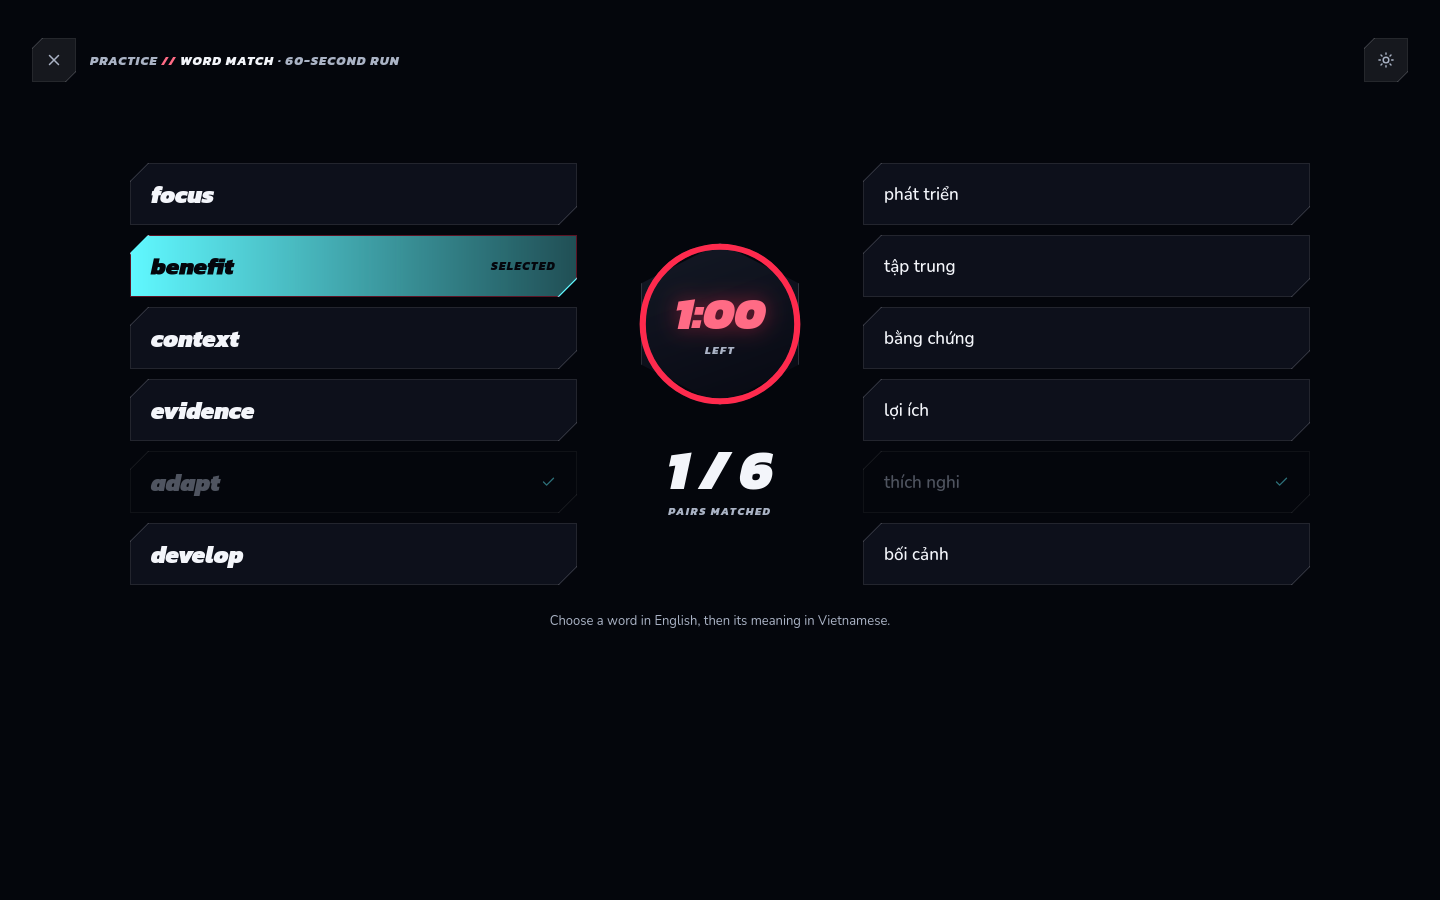 PRACTICE // WORD MATCH · 60-SECOND RUN
focus
benefit
SELECTED
context
evidence
adapt
develop
1:00
LEFT
1 / 6
PAIRS MATCHED
phát triển
tập trung
bằng chứng
lợi ích
thích nghi
bối cảnh
Choose a word in English, then its meaning in Vietnamese.